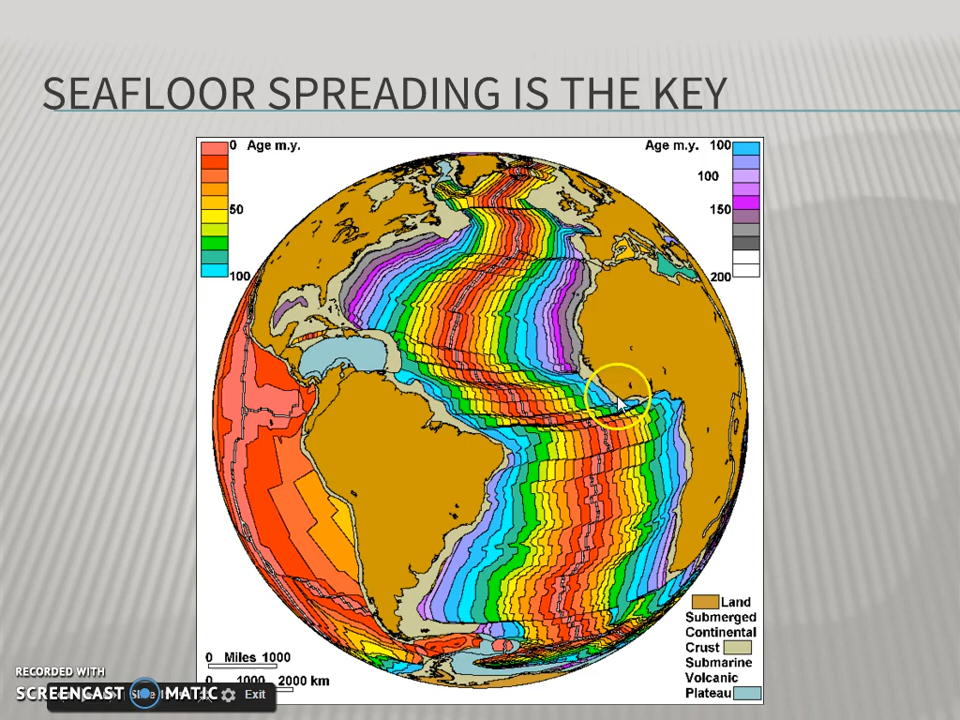 SEAFLOOR SPREADING IS THE KEY
0 Age m.y.
50
100
Age m.y. 100
100
150
200
Land
Submerged
Continental
Crust
Submarine
Volcanic
Plateau
0 Miles 1000
0 1000 2000 km
RECORDED WITH
SCREENCAST MATIC
Exit